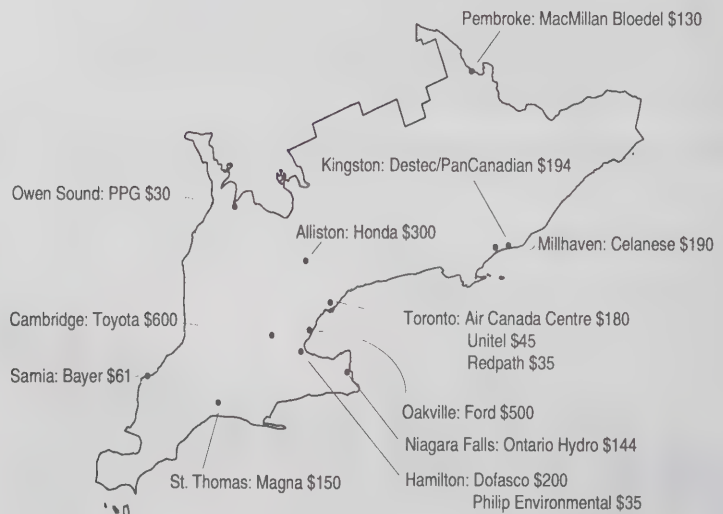 Pembroke: MacMillan Bloedel $130
Kingston: Destec/PanCanadian $194
Owen Sound: PPG $30
Alliston: Honda $300
Millhaven: Celanese $190
Cambridge: Toyota $600
Toronto: Air Canada Centre $180
Unitel $45
Redpath $35
Sarnia: Bayer $61
Oakville: Ford $500
Niagara Falls: Ontario Hydro $144
St. Thomas: Magna $150
Hamilton: Dofasco $200
Philip Environmental $35